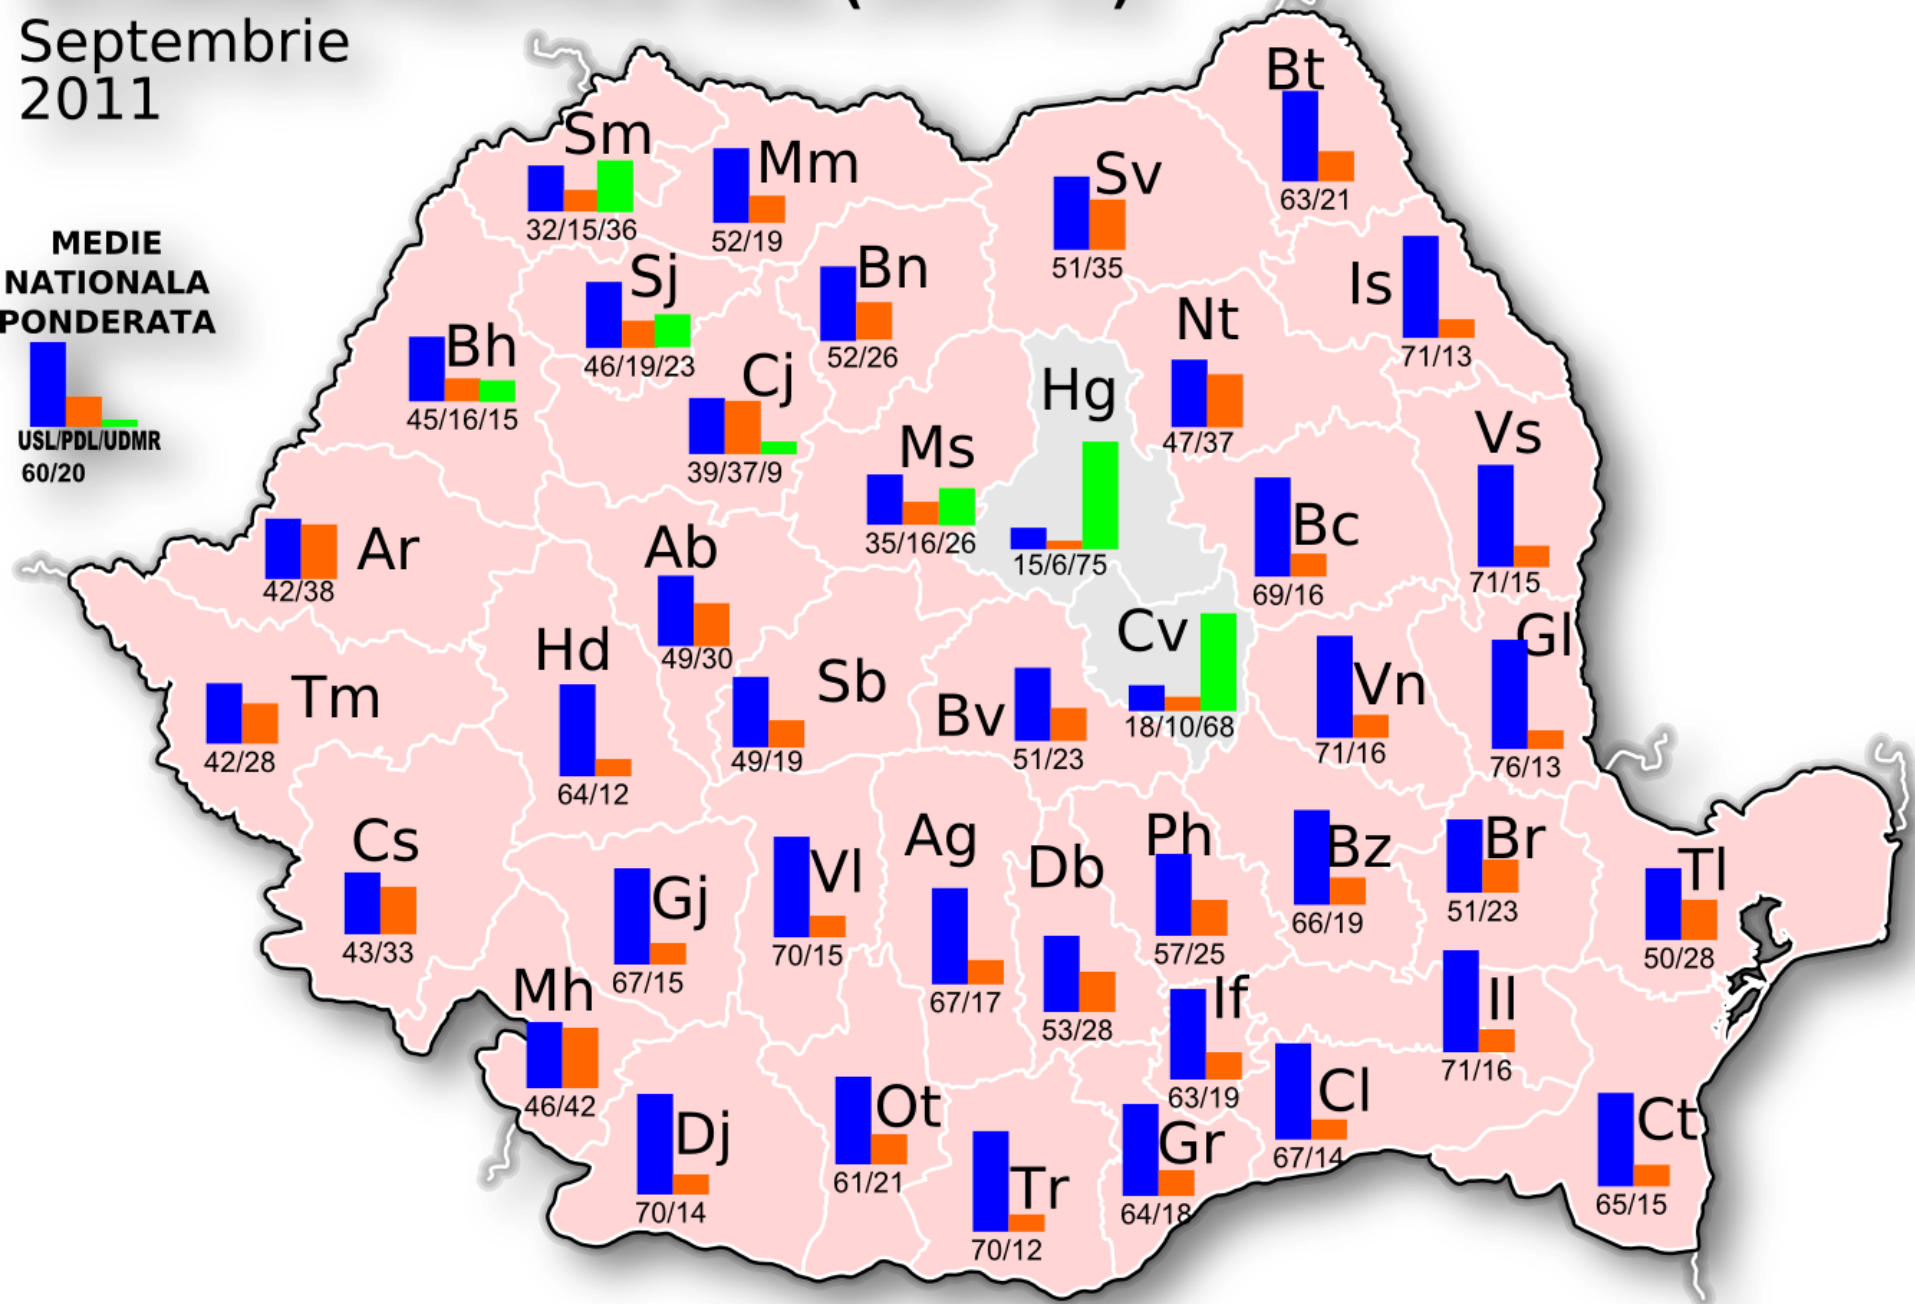 Septembrie
2011
Bt
63/21
Sm
32/15/36
Mm
52/19
Sv
51/35
MEDIE
NATIONALA
PONDERATA
USL/PDL/UDMR
60/20
Sj
46/19/23
Bn
52/26
Is
71/13
Bh
45/16/15
Cj
39/37/9
Nt
47/37
Hg
15/6/75
Ms
35/16/26
Vs
71/15
Bc
69/16
Ar
42/38
Ab
49/30
Cv
18/10/68
Gl
76/13
Hd
64/12
Tm
42/28
Sb
49/19
Bv
51/23
Vn
71/16
Cs
43/33
Gj
67/15
Vl
70/15
Ag
67/17
Db
53/28
Ph
57/25
Bz
66/19
Br
51/23
Tl
50/28
Mh
46/42
If
63/19
Il
71/16
Dj
70/14
Ot
61/21
Tr
70/12
Gr
64/18
Cl
67/14
Ct
65/15